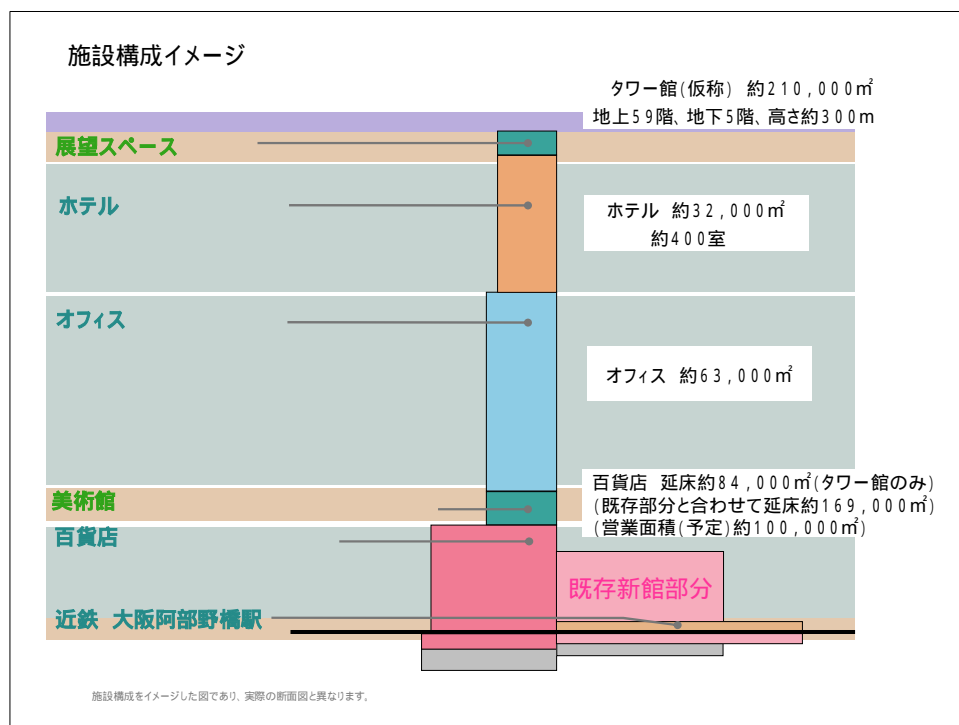 施設構成イメージ
タワー館(仮称) 約210,000㎡
地上59階、地下5階、高さ約300m
展望スペース
ホテル
ホテル 約32,000㎡
約400室
オフィス
オフィス 約63,000㎡
百貨店 延床約84,000㎡(タワー館のみ)
(既存部分と合わせて延床約169,000㎡)
(営業面積(予定)約100,000㎡)
美術館
百貨店
既存新館部分
近鉄 大阪阿部野橋駅
施設構成をイメージした図であり、実際の断面図と異なります。